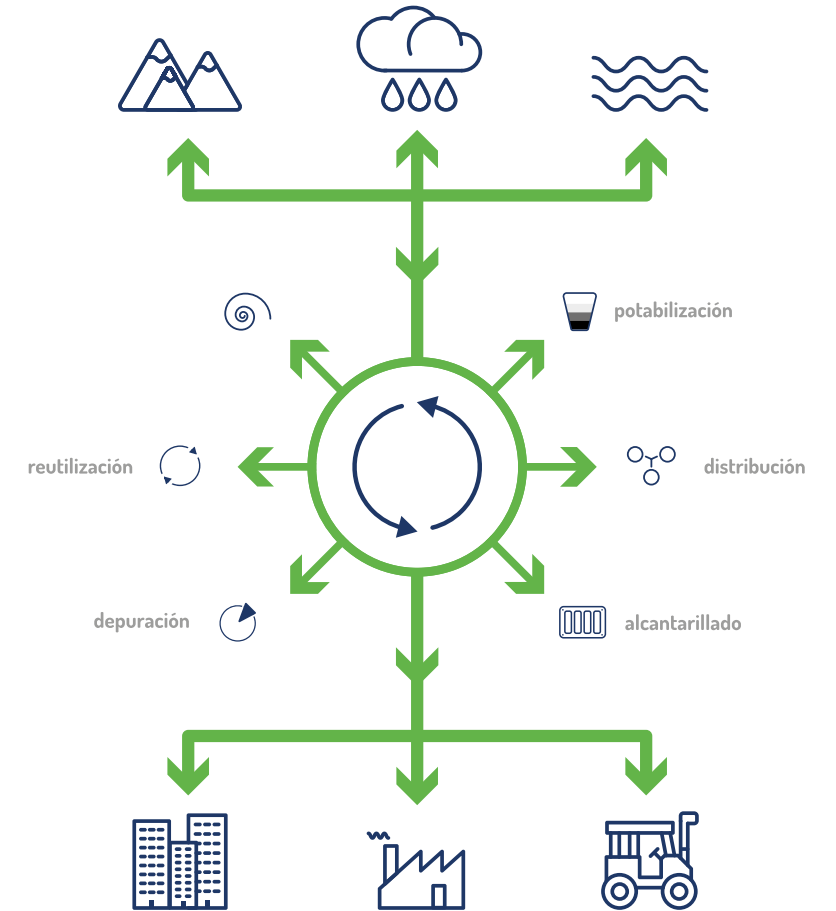 potabilización
reutilización
distribución
depuración
alcantarillado